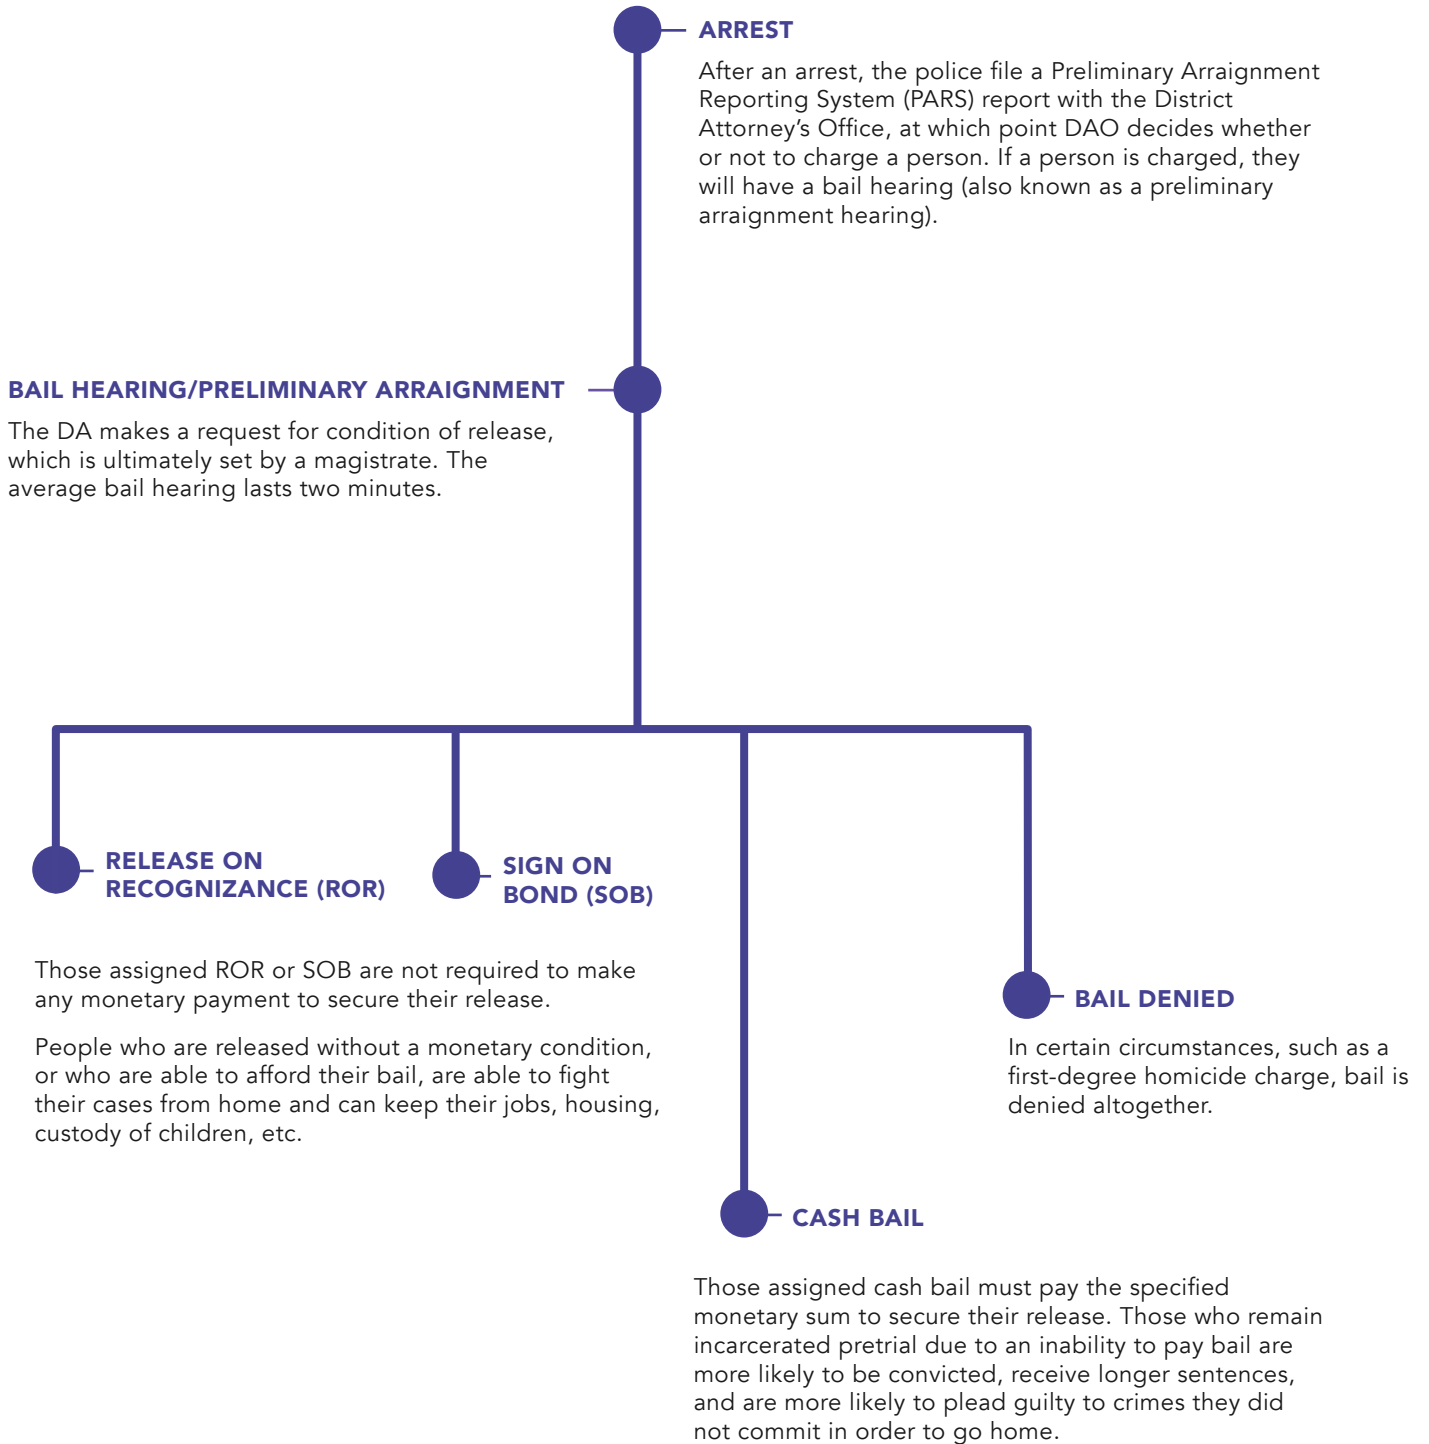 ARREST
After an arrest, the police file a Preliminary Arraignment
Reporting System (PARS) report with the District
Attorney’s Office, at which point DAO decides whether
or not to charge a person. If a person is charged, they
will have a bail hearing (also known as a preliminary
arraignment hearing).
BAIL HEARING/PRELIMINARY ARRAIGNMENT
The DA makes a request for condition of release,
which is ultimately set by a magistrate. The
average bail hearing lasts two minutes.
RELEASE ON
RECOGNIZANCE (ROR)
SIGN ON
BOND (SOB)
Those assigned ROR or SOB are not required to make
any monetary payment to secure their release.
People who are released without a monetary condition,
or who are able to afford their bail, are able to fight
their cases from home and can keep their jobs, housing,
custody of children, etc.
BAIL DENIED
In certain circumstances, such as a
first-degree homicide charge, bail is
denied altogether.
CASH BAIL
Those assigned cash bail must pay the specified
monetary sum to secure their release. Those who remain
incarcerated pretrial due to an inability to pay bail are
more likely to be convicted, receive longer sentences,
and are more likely to plead guilty to crimes they did
not commit in order to go home.